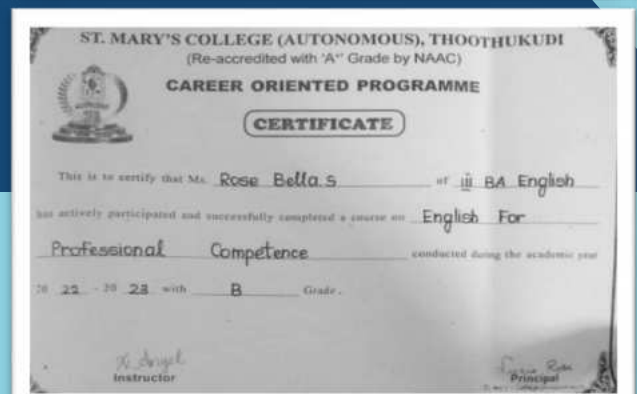 ST. MARY'S COLLEGE (AUTONOMOUS), THOOTHUKUDI
(Re-accredited with 'A+' Grade by NAAC)
CAREER ORIENTED PROGRAMME
CERTIFICATE
This is to certify that Ms. Rose Bella.S of iii BA English
has actively participated and successfully completed a course on English For
Professional Competence conducted during the academic year
20 22 - 20 23 with B Grade.
Instructor Principal